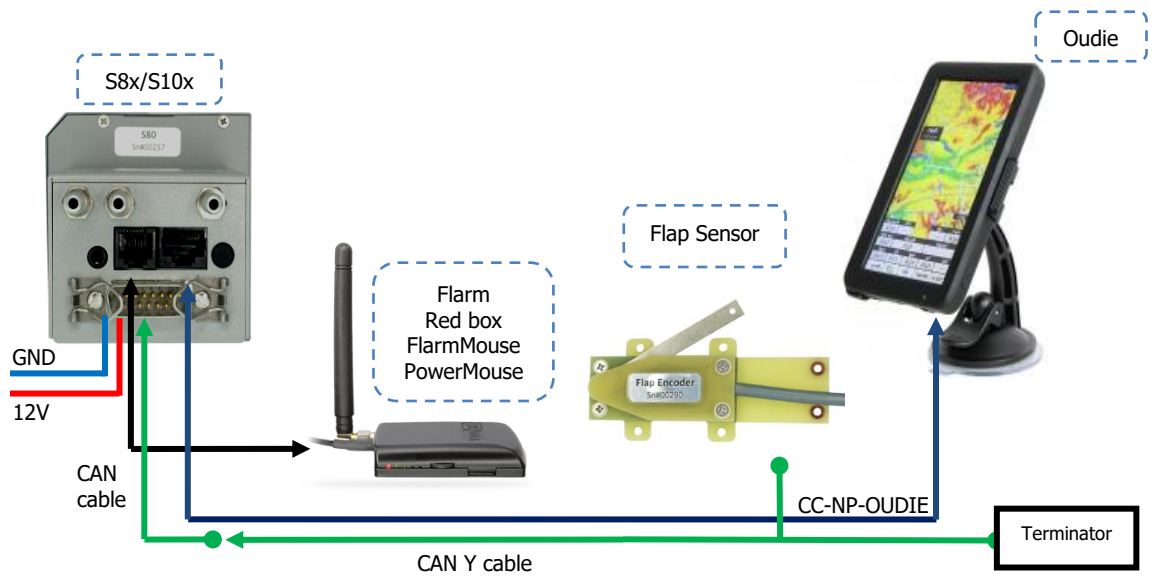 Oudie
S8x/S10x
S80
Sn#00257
Flap Sensor
Flarm
Red box
FlarmMouse
PowerMouse
GND
12V
Flap Encoder
Sn#00290
CAN
cable
CC-NP-OUDIE
Terminator
CAN Y cable